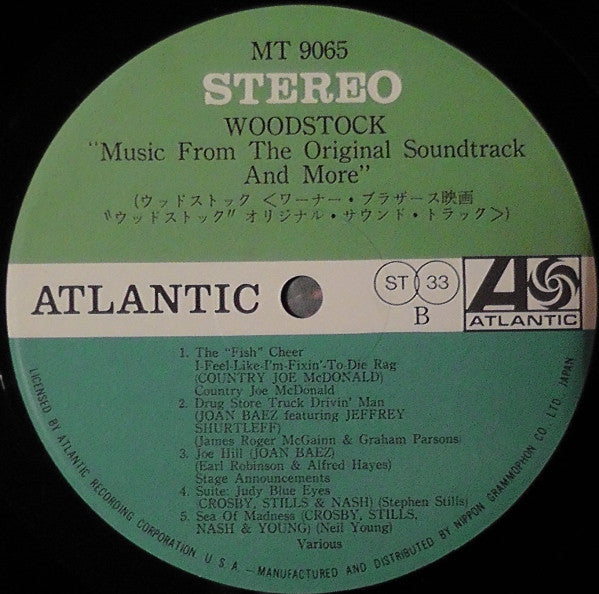 MT 9065
STEREO
WOODSTOCK
"Music From The Original Soundtrack
And More"
(ウッドストック <ワーナー・ブラザース映画
"ウッドストック" オリジナル・サウンド・トラック>)
ATLANTIC
ST 33
B
ATLANTIC
1. The "Fish" Cheer
I-Feel-Like-I'm-Fixin'-To-Die Rag
(COUNTRY JOE McDONALD)
Country Joe McDonald
2. Drug Store Truck Drivin' Man
(JOAN BAEZ featuring JEFFREY
SHURTLEFF)
(James Roger McGainn & Graham Parsons)
3. Joe Hill (JOAN BAEZ)
(Earl Robinson & Alfred Hayes)
Stage Announcements
4. Suite: Judy Blue Eyes
(CROSBY, STILLS & NASH) (Stephen Stills)
5. Sea Of Madness (CROSBY, STILLS,
NASH & YOUNG) (Neil Young)
Various
LICENSED BY ATLANTIC RECORDING CORPORATION U S A. — MANUFACTURED AND DISTRIBUTED BY NIPPON GRAMMOPHON CO., LTD. JAPAN